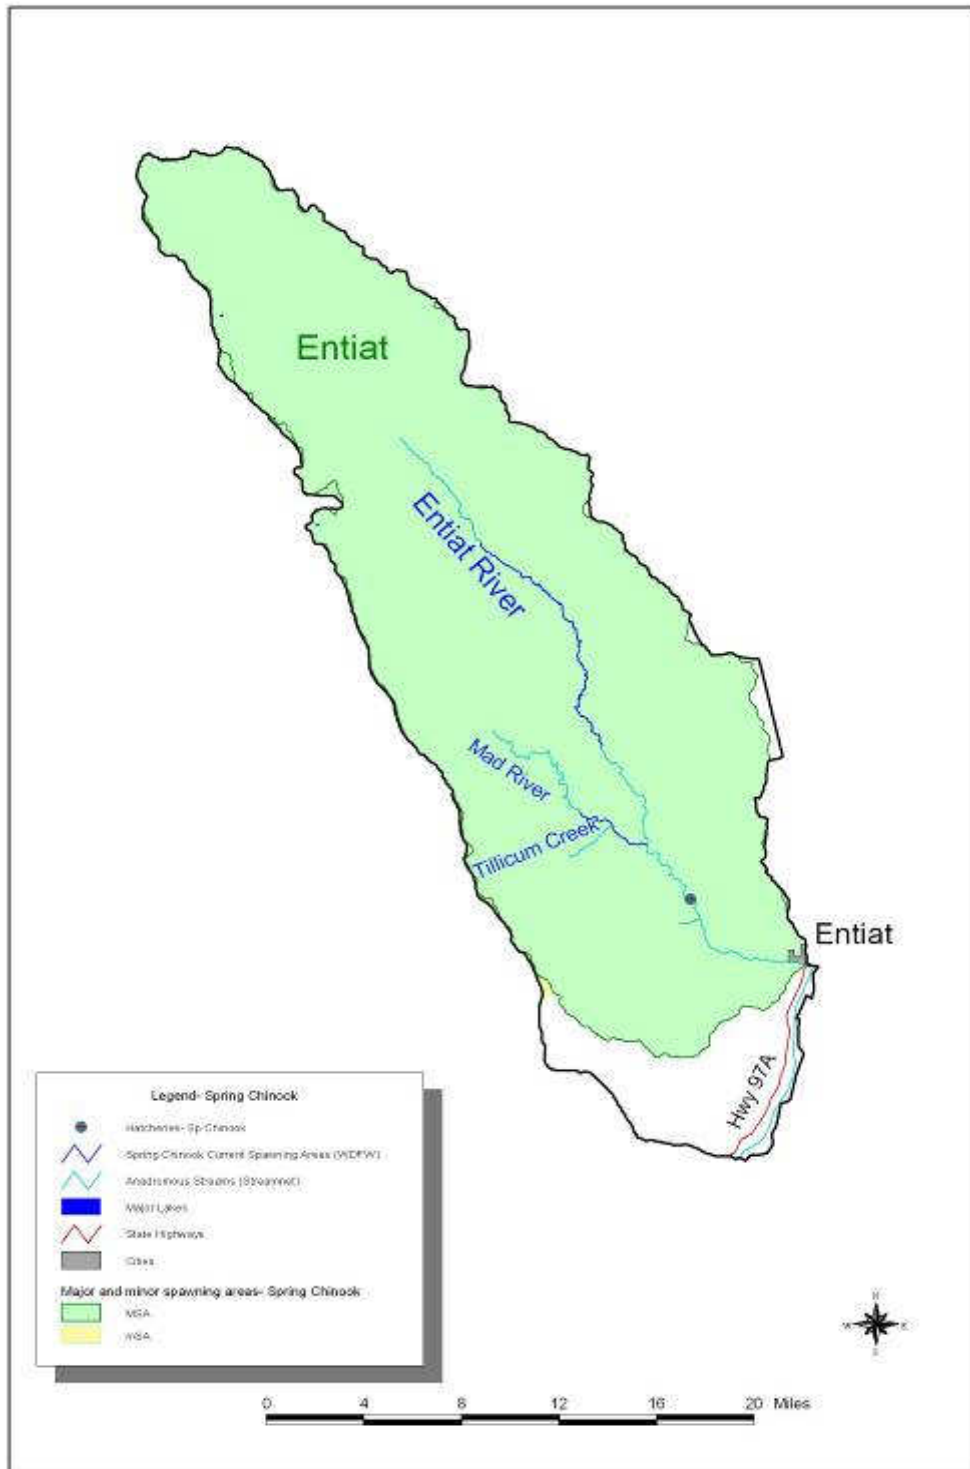 Entiat
Entiat River
Mad River
Tillicum Creek
Entiat
Hwy 97A
Legend- Spring Chinook
Hatcheries- Sp Chinook
Spring Chinook Current Spawning Areas (WDFW)
Anadromous Streams (Streamnet)
Major Lakes
State Highways
Cities
Major and minor spawning areas- Spring Chinook
MSA
mSA
N
W E
S
0 4 8 12 16 20 Miles